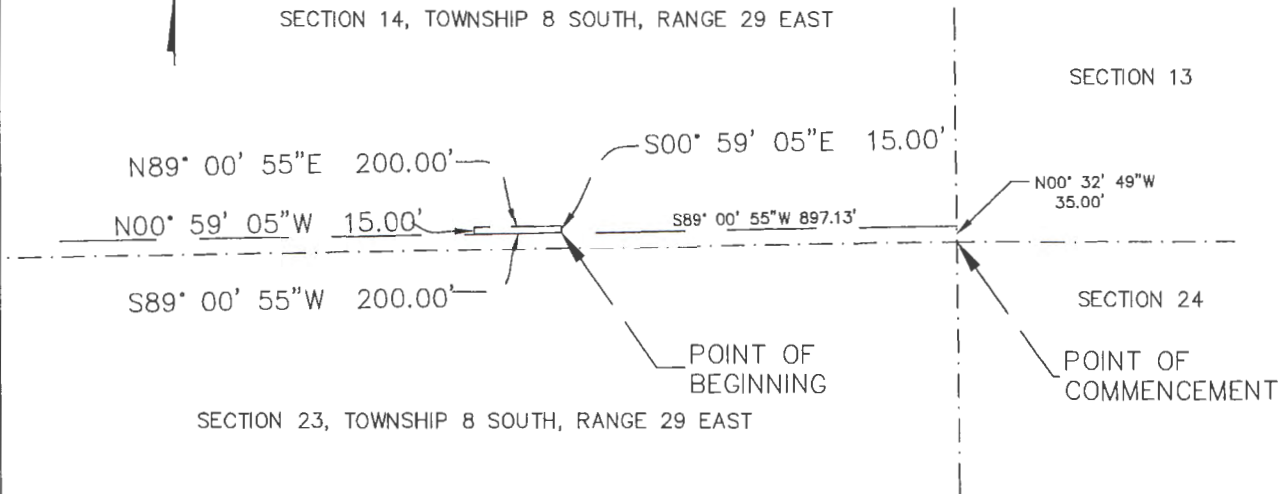 SECTION 14, TOWNSHIP 8 SOUTH, RANGE 29 EAST
SECTION 13
N89° 00' 55"E 200.00'
S00° 59' 05"E 15.00'
N00° 32' 49"W
35.00'
N00° 59' 05"W 15.00'
S89° 00' 55"W 897.13'
S89° 00' 55"W 200.00'
SECTION 24
POINT OF
BEGINNING
POINT OF
COMMENCEMENT
SECTION 23, TOWNSHIP 8 SOUTH, RANGE 29 EAST